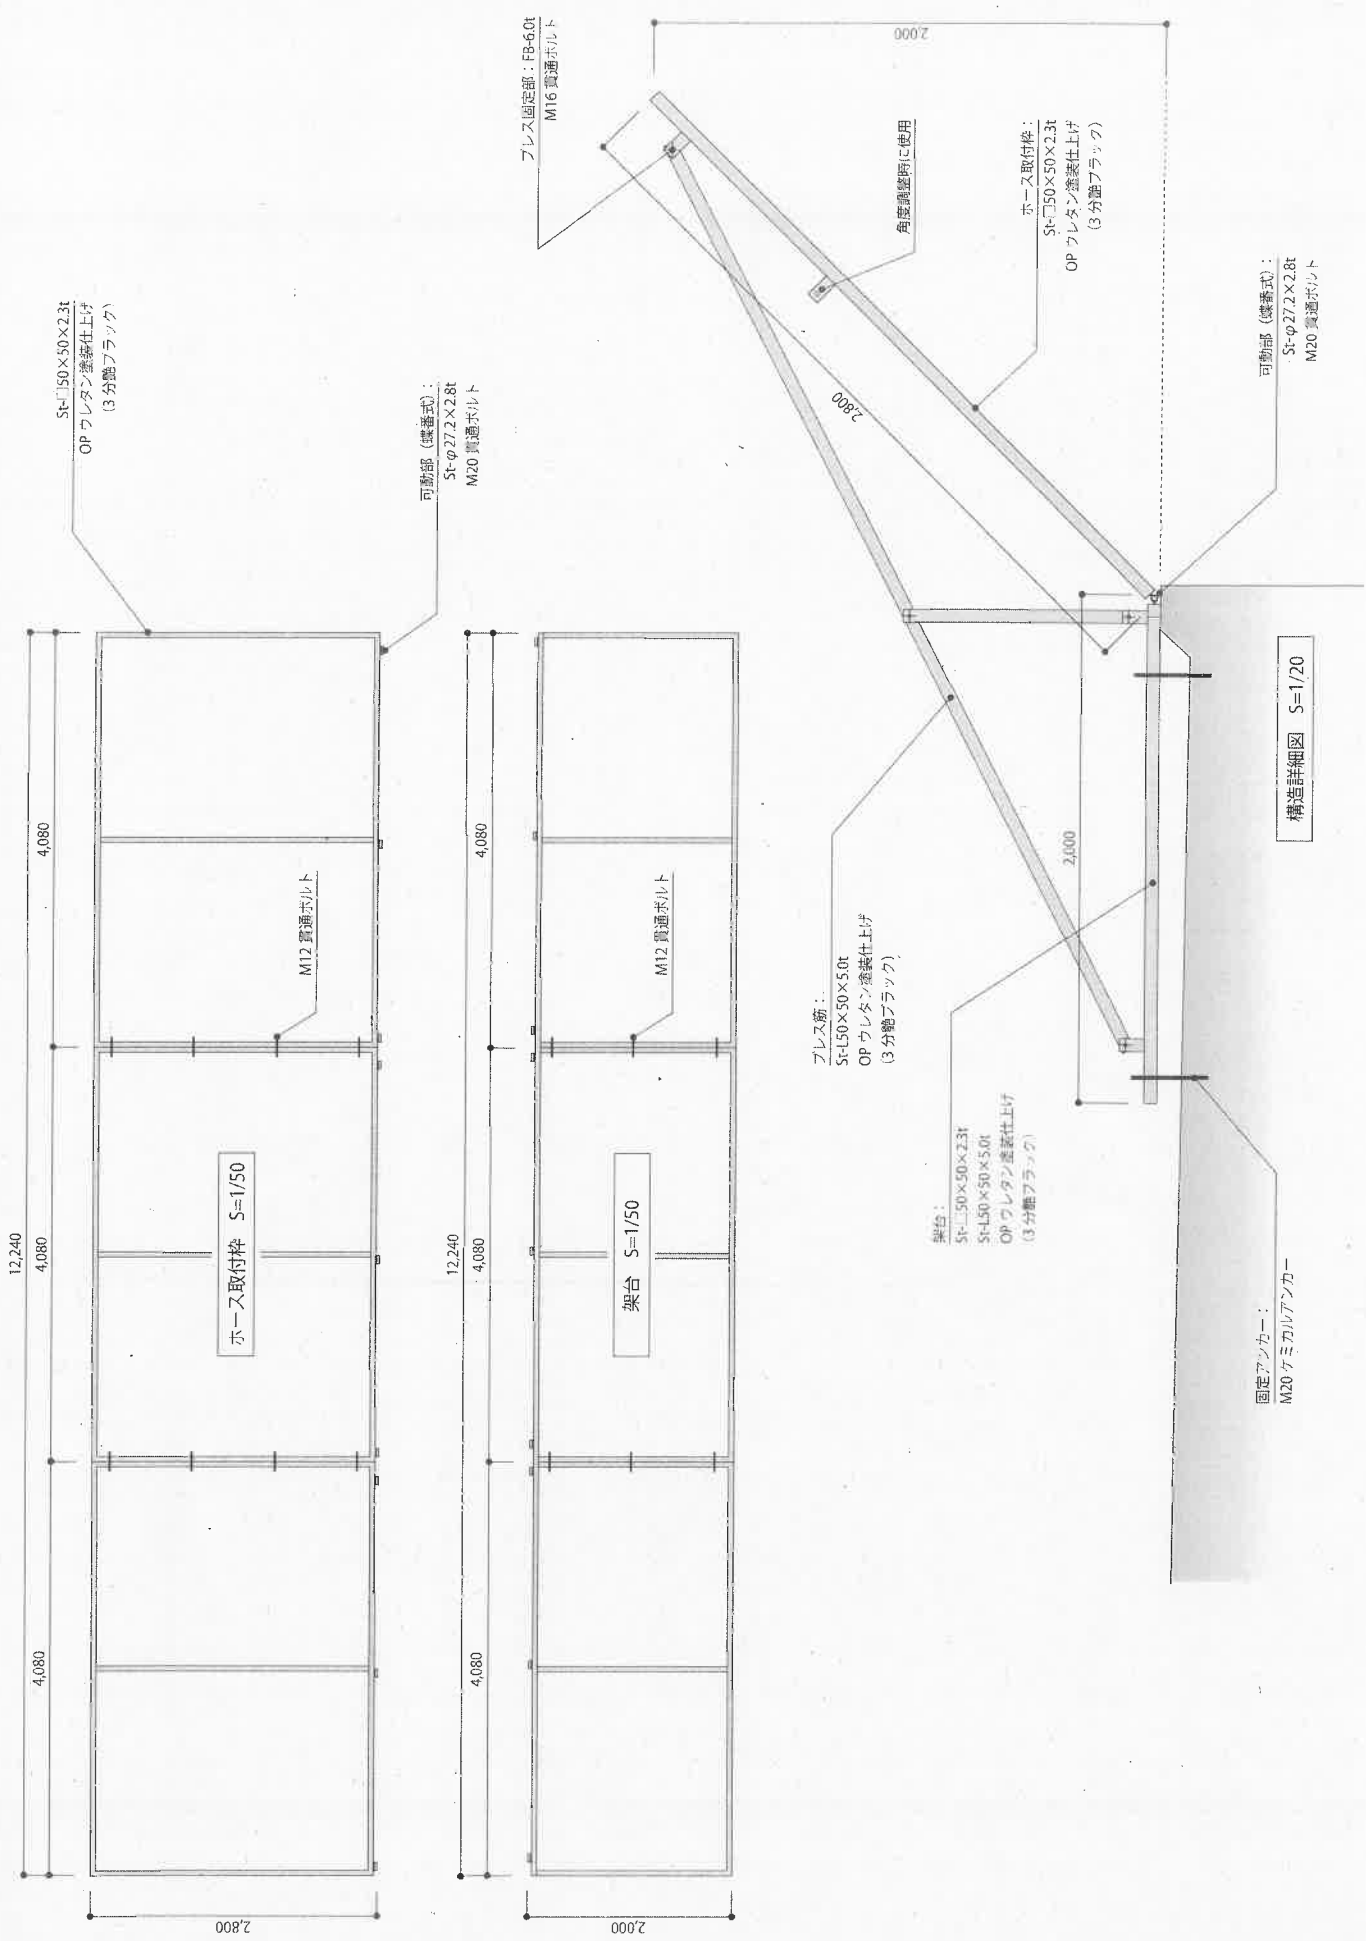 12,240
4,080
4,080
4,080
2,800
St-□50×50×2.3t
OP ウレタン塗装仕上げ
(3 分艶ブラック)
可動部（蝶番式）:
St-φ27.2×2.8t
M20 貫通ボルト
M12 貫通ボルト
ホース取付枠 S=1/50
12,240
4,080
4,080
4,080
2,000
M12 貫通ボルト
架台 S=1/50
ブレス固定部：FB-6.0t
M16 貫通ボルト
2,000
角度調整時に使用
ホース取付枠：
St-□50×50×2.3t
OP ウレタン塗装仕上げ
(3 分艶ブラック)
2,800
可動部（蝶番式）:
St-φ27.2×2.8t
M20 貫通ボルト
ブレス筋：
St-L50×50×5.0t
OP ウレタン塗装仕上げ
(3 分艶ブラック)
2,000
架台：
St-□50×50×2.3t
St-L50×50×5.0t
OP ウレタン塗装仕上げ
(3 分艶ブラック)
固定アンカー：
M20 ケミカルアンカー
構造詳細図 S=1/20